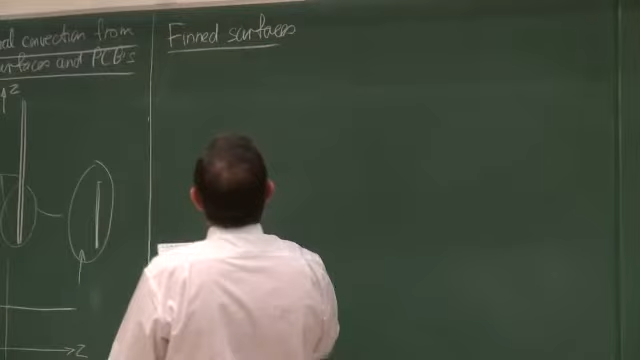 convection from
Finned surfaces
and PCB's
z
z